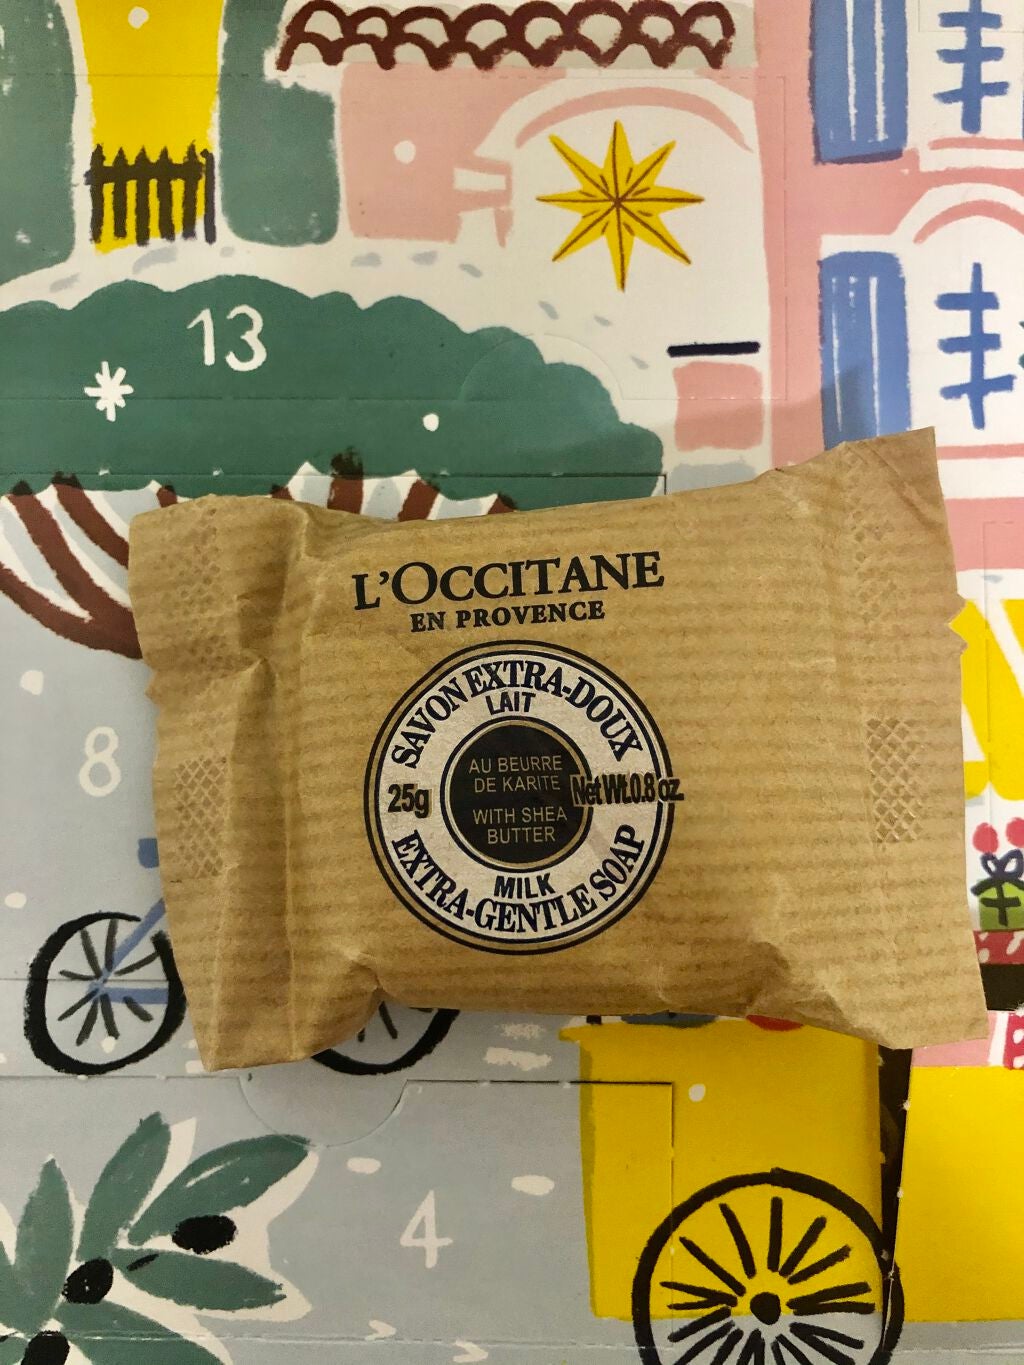 13
L'OCCITANE
EN PROVENCE
SAVON EXTRA-DOUX
LAIT
AU BEURRE
DE KARITE
WITH SHEA
BUTTER
25g
Net Wt.0.8 oz.
MILK
EXTRA-GENTLE SOAP
8
4